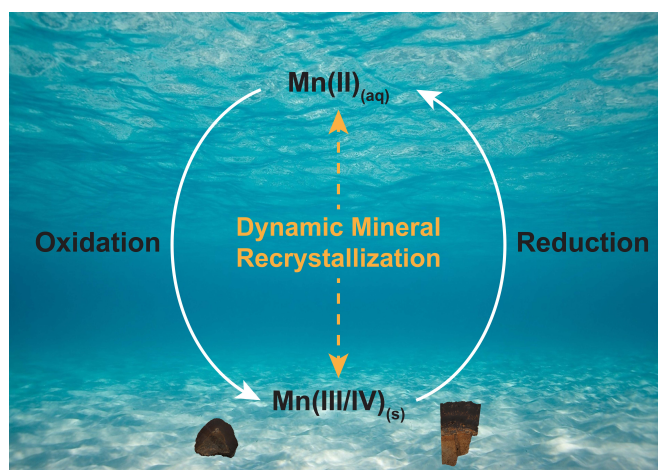 Mn(II)(aq)
Oxidation
Dynamic Mineral
Recrystallization
Reduction
Mn(III/IV)(s)